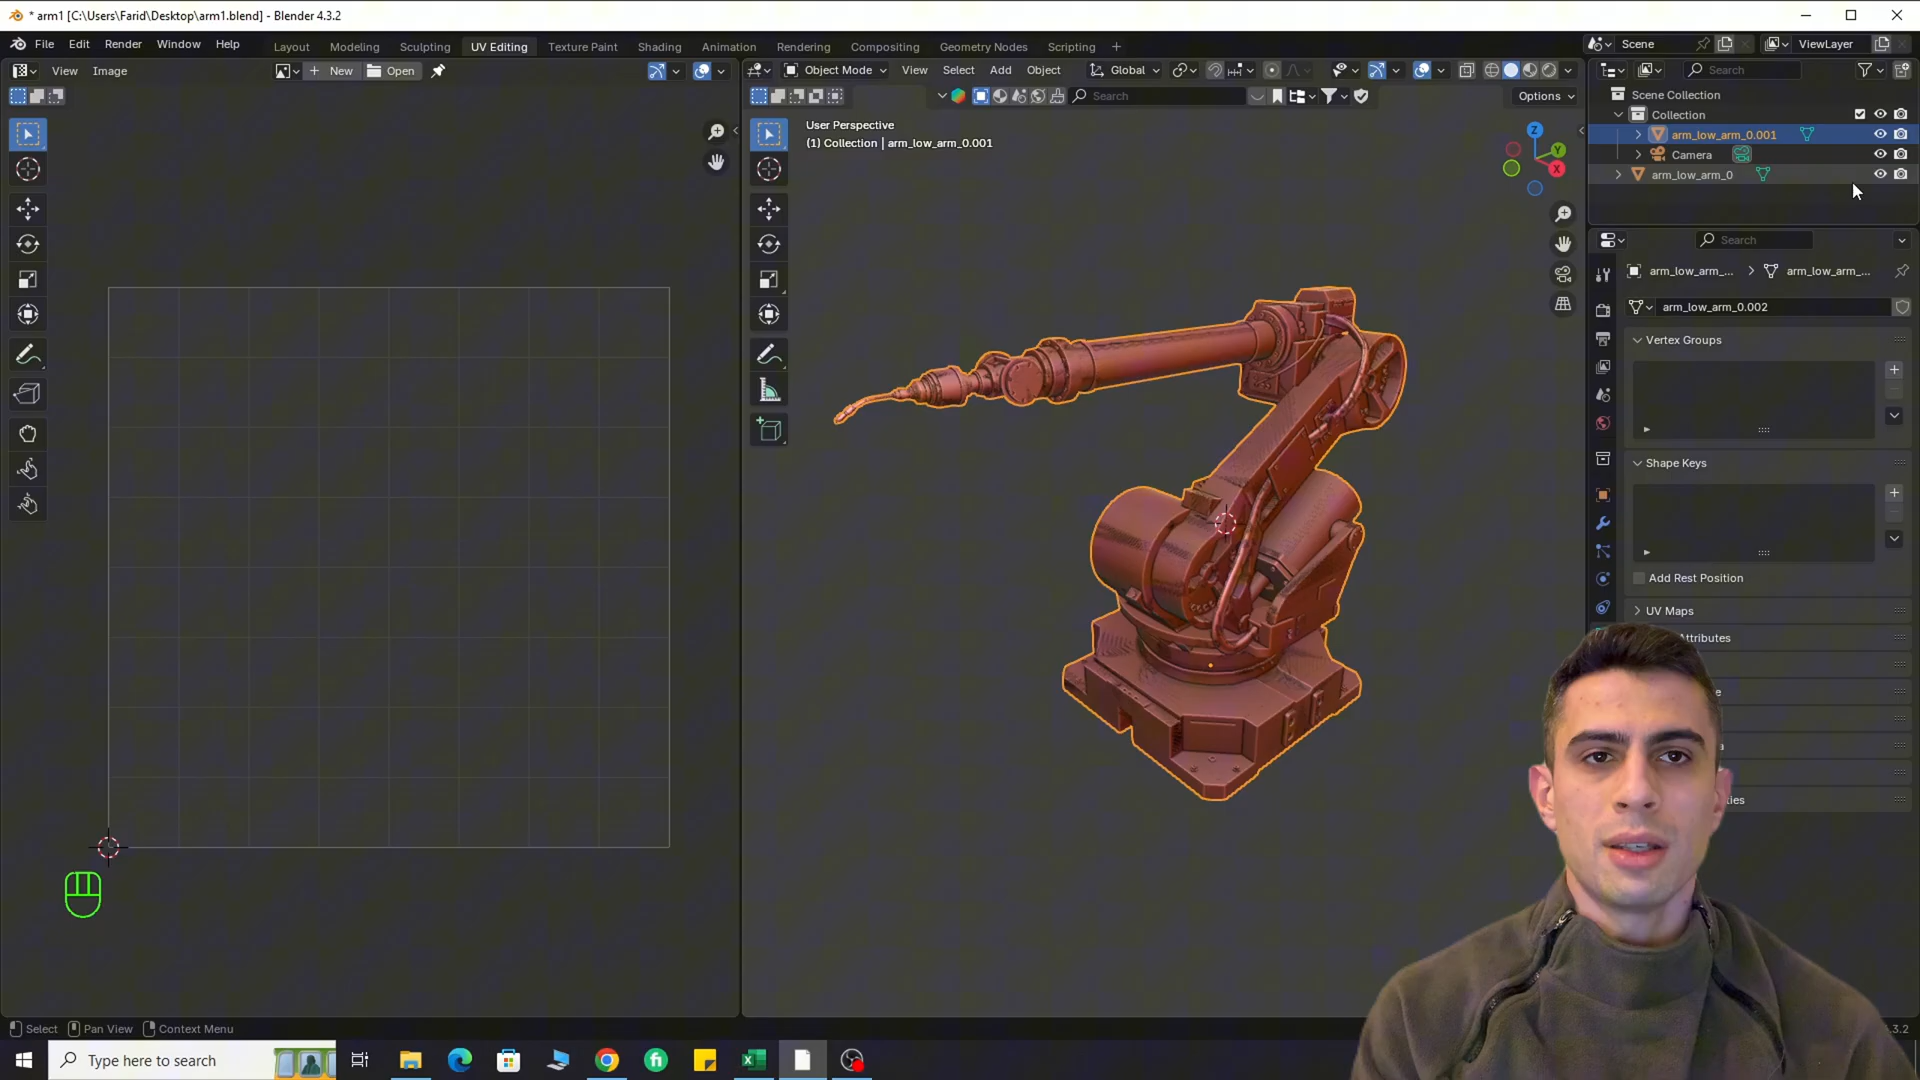 * arm1 [C:\Users\Farid\Desktop\arm1.blend] - Blender 4.3.2
File Edit Render Window Help
Layout Modeling Sculpting UV Editing Texture Paint Shading Animation Rendering Compositing Geometry Nodes Scripting +
Scene
ViewLayer
View Image
New
Open
Object Mode
View Select Add Object
Global
Search
Search
Options
User Perspective
(1) Collection | arm_low_arm_0.001
Z
Y
X
Scene Collection
Collection
arm_low_arm_0.001
Camera
arm_low_arm_0
Search
arm_low_arm_... > arm_low_arm_...
arm_low_arm_0.002
Vertex Groups
Shape Keys
Add Rest Position
UV Maps
Attributes
Select
Pan View
Context Menu
Type here to search